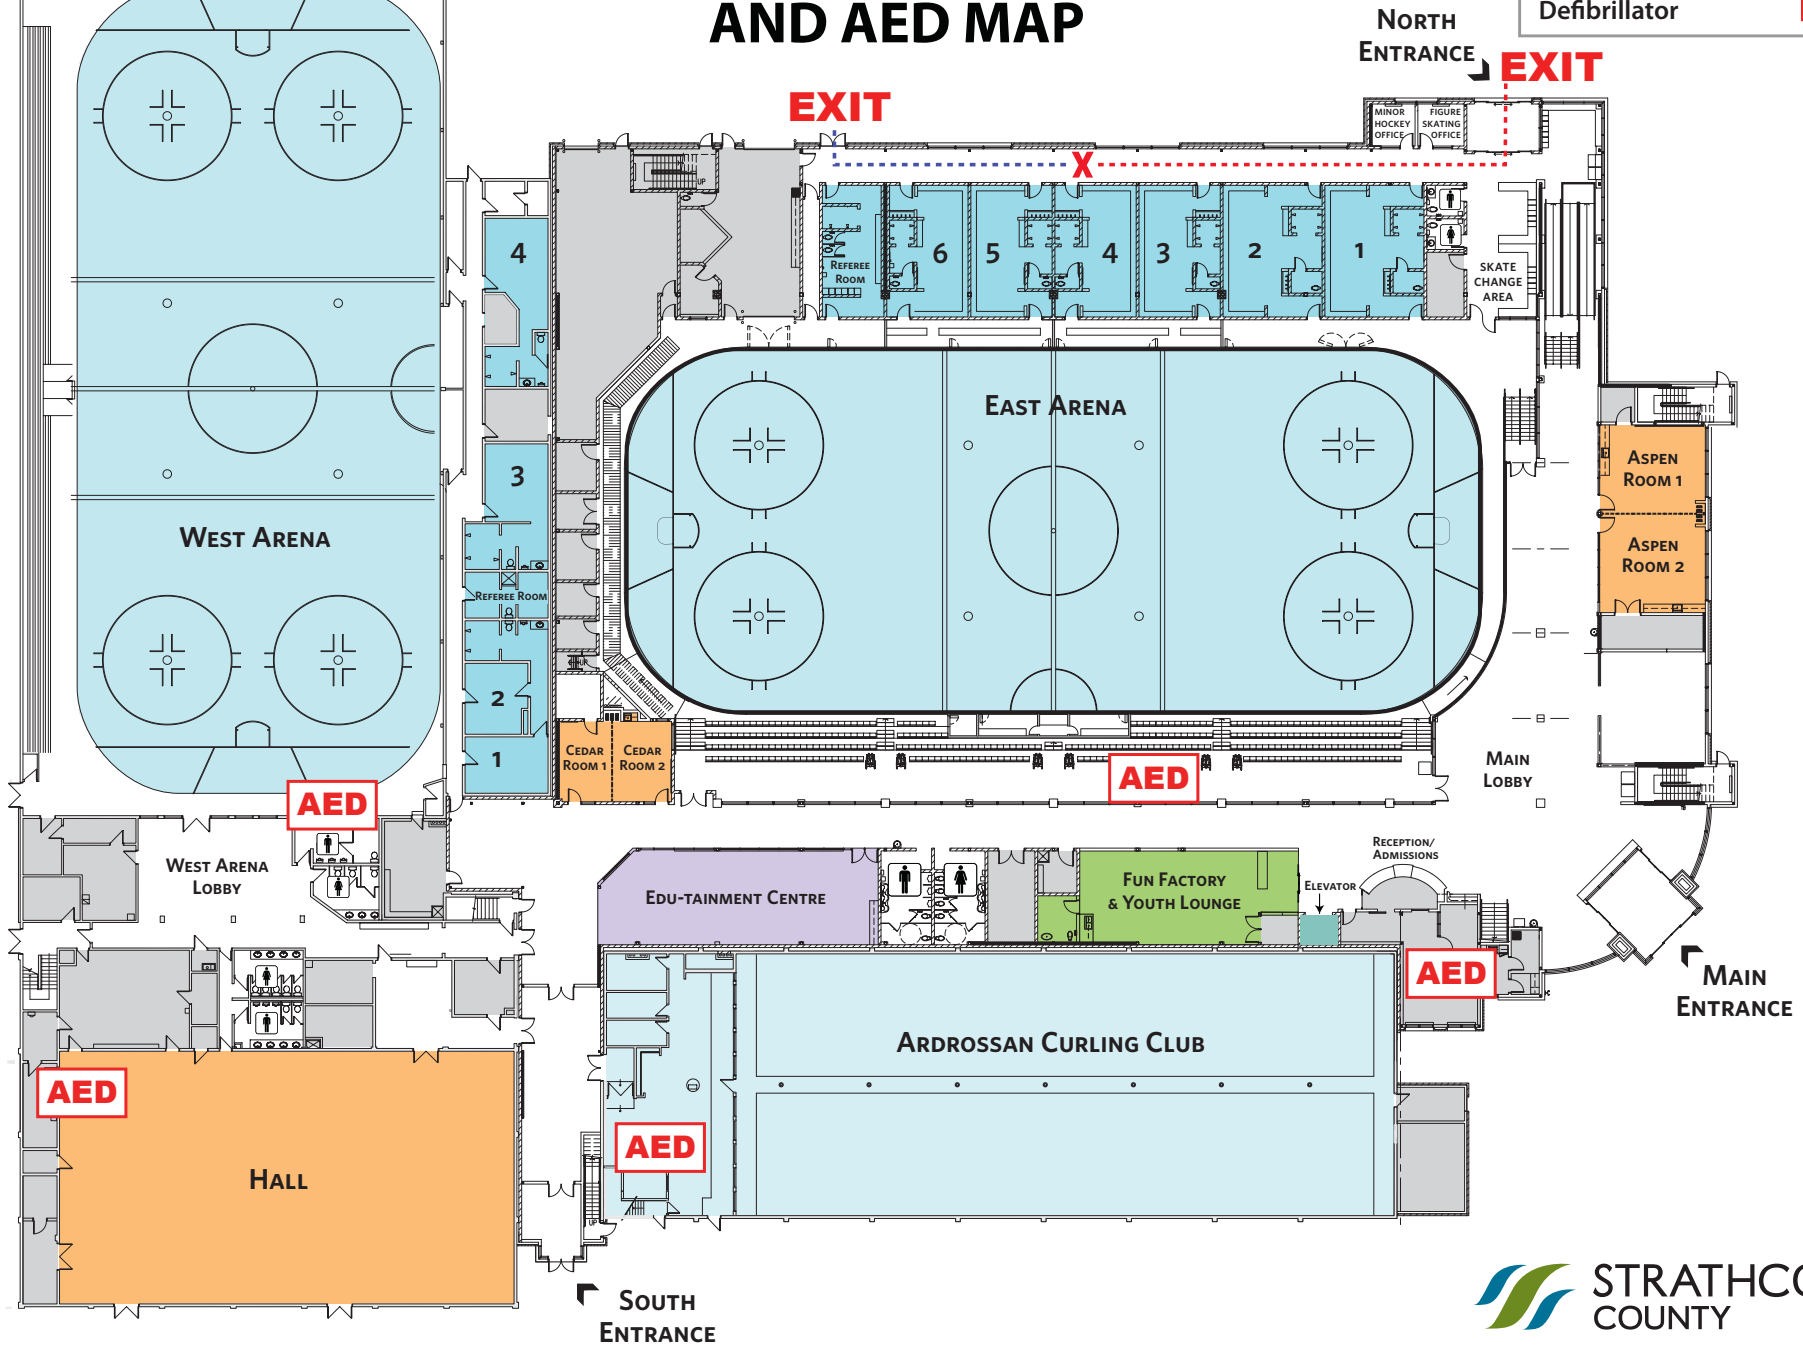 AND AED MAP
Defibrillator
NORTH
ENTRANCE
EXIT
EXIT
MINOR
HOCKEY
OFFICE
FIGURE
SKATING
OFFICE
X
UP
4
REFEREE
ROOM
6
5
4
3
2
1
SKATE
CHANGE
AREA
EAST ARENA
ASPEN
ROOM 1
ASPEN
ROOM 2
3
WEST ARENA
REFEREE ROOM
UP
2
1
CEDAR
ROOM 1
CEDAR
ROOM 2
AED
MAIN
LOBBY
AED
WEST ARENA
LOBBY
RECEPTION/
ADMISSIONS
EDU-TAINMENT CENTRE
FUN FACTORY
& YOUTH LOUNGE
ELEVATOR
AED
MAIN
ENTRANCE
ARDROSSAN CURLING CLUB
AED
AED
HALL
UP
SOUTH
ENTRANCE
STRATHCO
COUNTY